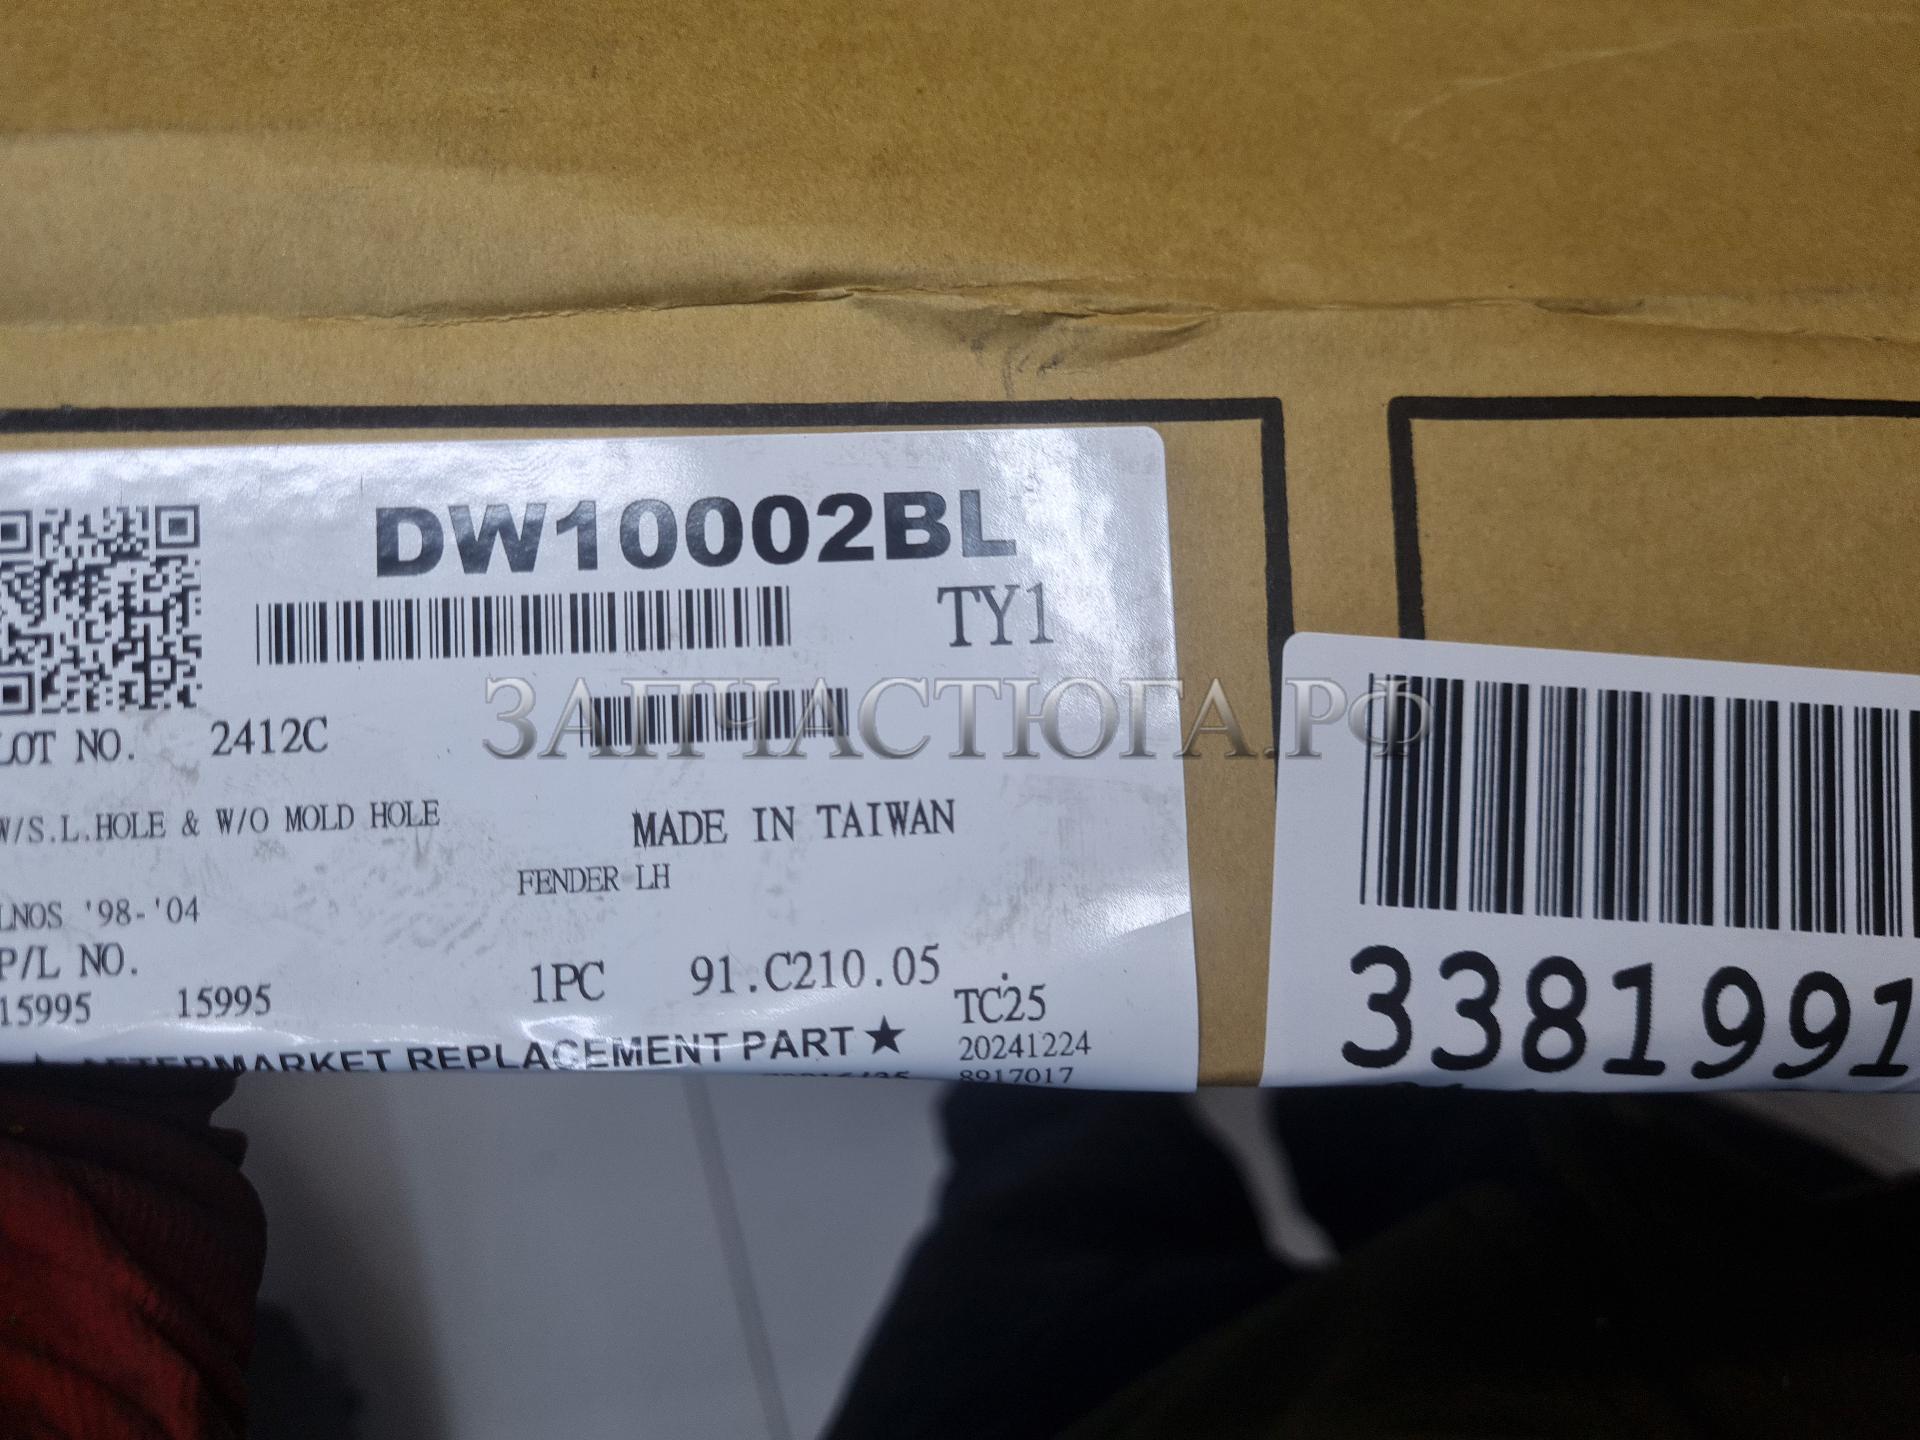 DW10002BL
TY1
ЗАПЧАСТЮГА.РФ
LOT NO. 2412C
W/S.L.HOLE & W/O MOLD HOLE
MADE IN TAIWAN
FENDER LH
LNOS '98-'04
P/L NO.
15995 15995
1PC 91.C210.05
TC25
AFTERMARKET REPLACEMENT PART ★
20241224
8917017
3381991